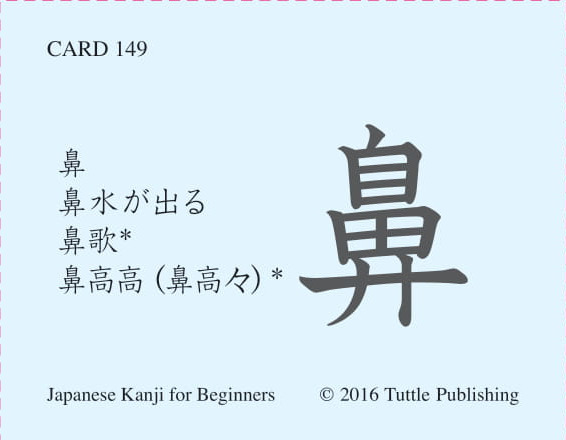 CARD 149
鼻
鼻水が出る
鼻歌*
鼻高高 (鼻高々) *
鼻
Japanese Kanji for Beginners
© 2016 Tuttle Publishing